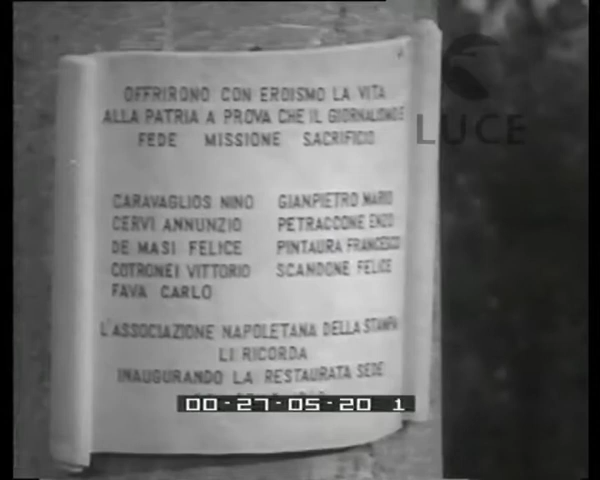 OFFRIRONO CON EROISMO LA VITA
ALLA PATRIA A PROVA CHE IL GIORNALISMO È
FEDE MISSIONE SACRIFICIO
CARAVAGLIOS NINO GIANPIETRO MARIO
CERVI ANNUNZIO PETRACCONE ENZO
DE MASI FELICE PINTAURA FRANCESCO
COTRONEI VITTORIO SCANDONE FELICE
FAVA CARLO
L'ASSOCIAZIONE NAPOLETANA DELLA STAMPA
LI RICORDA
INAUGURANDO LA RESTAURATA SEDE
LUCE
00-27-05-20 1